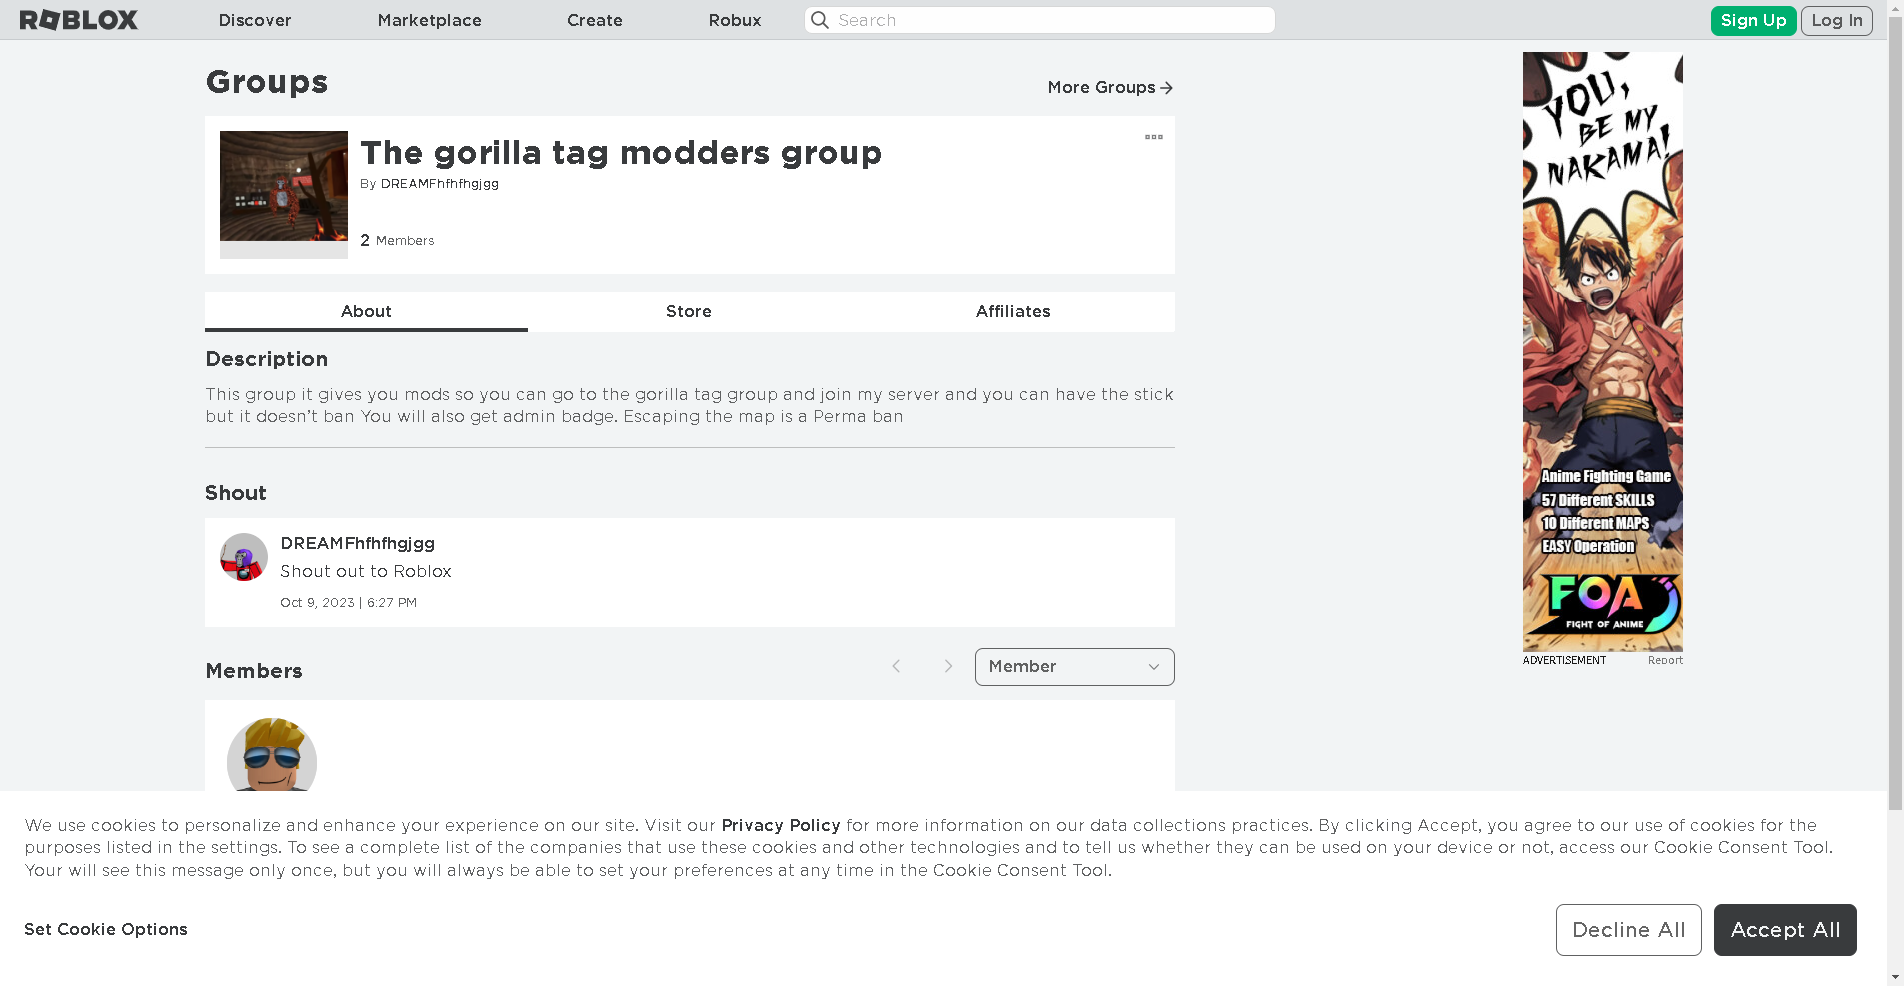 ROBLOX Discover Marketplace Create Robux Search Sign Up Log In
Groups
More Groups
The gorilla tag modders group
By DREAMFhfhfhgjgg
2 Members
About Store Affiliates
Description
This group it gives you mods so you can go to the gorilla tag group and join my server and you can have the stick
but it doesn't ban You will also get admin badge. Escaping the map is a Perma ban
Shout
DREAMFhfhfhgjgg
Shout out to Roblox
Oct 9, 2023 | 6:27 PM
Members
Member
YOU,
BE MY
NAKAMA!
Anime Fighting Game
57 Different SKILLS
10 Different MAPS
EASY Operation
FOA
FIGHT OF ANIME
ADVERTISEMENT Report
We use cookies to personalize and enhance your experience on our site. Visit our Privacy Policy for more information on our data collections practices. By clicking Accept, you agree to our use of cookies for the
purposes listed in the settings. To see a complete list of the companies that use these cookies and other technologies and to tell us whether they can be used on your device or not, access our Cookie Consent Tool.
Your will see this message only once, but you will always be able to set your preferences at any time in the Cookie Consent Tool.
Set Cookie Options
Decline All
Accept All